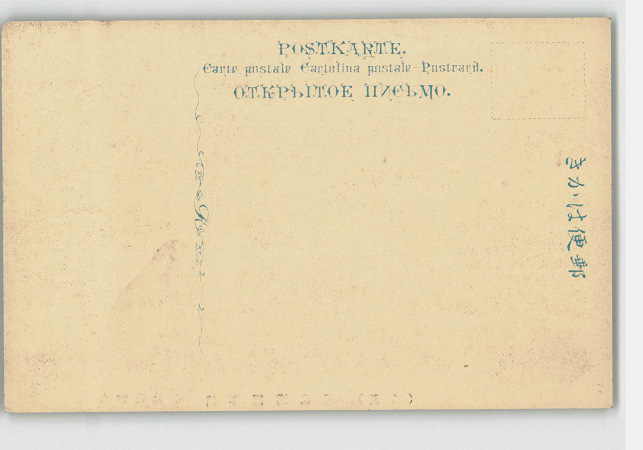 POSTKARTE.
Carte postale Cartolina postale-Postcard.
ОТКРЫТОЕ ПИСЬМО.
きかは便郵